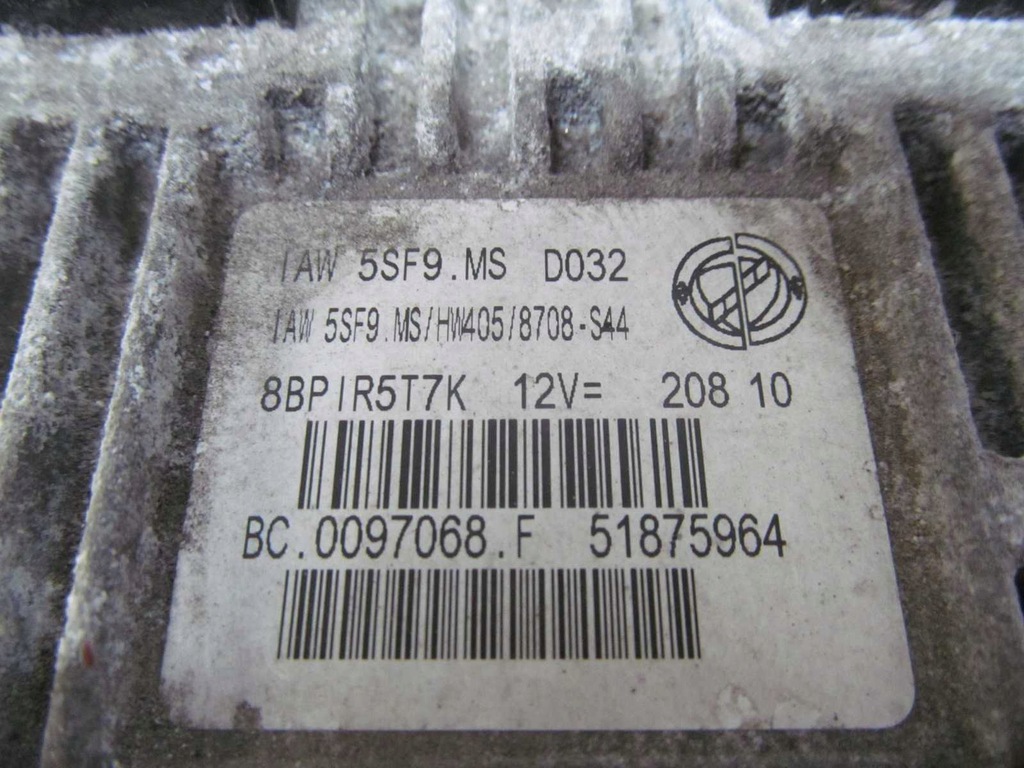 IAW 5SF9.MS D032
IAW 5SF9.MS/HW405/8708-S44
8BPIR5T7K 12V= 208 10
BC.0097068.F 51875964